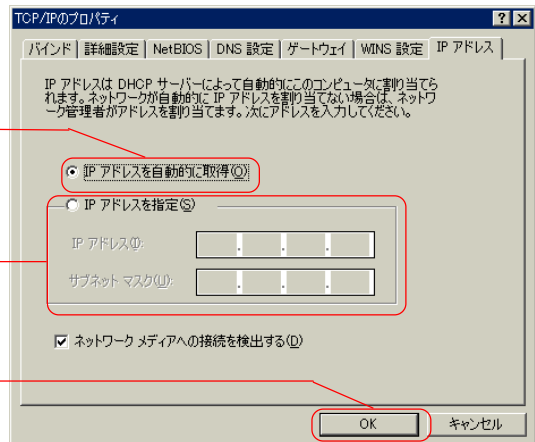 TCP/IPのプロパティ
バインド 詳細設定 NetBIOS DNS 設定 ゲートウェイ WINS 設定 IP アドレス
IP アドレスは DHCP サーバーによって自動的にこのコンピュータに割り当てら
れます。ネットワークが自動的に IP アドレスを割り当てない場合は、ネットワ
ーク管理者がアドレスを割り当てます。次にアドレスを入力してください。
IP アドレスを自動的に取得(O)
IP アドレスを指定(S)
IP アドレス(I):
サブネット マスク(U):
ネットワーク メディアへの接続を検出する(D)
OK キャンセル